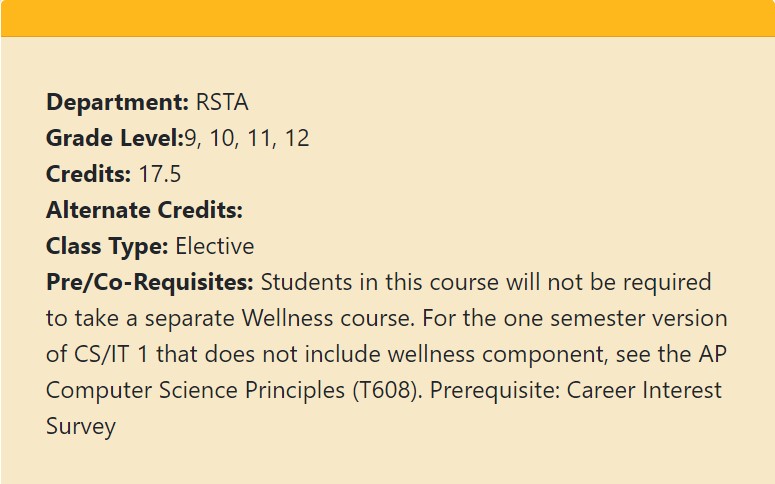 Department: RSTA
Grade Level:9, 10, 11, 12
Credits: 17.5
Alternate Credits:
Class Type: Elective
Pre/Co-Requisites: Students in this course will not be required
to take a separate Wellness course. For the one semester version
of CS/IT 1 that does not include wellness component, see the AP
Computer Science Principles (T608). Prerequisite: Career Interest
Survey